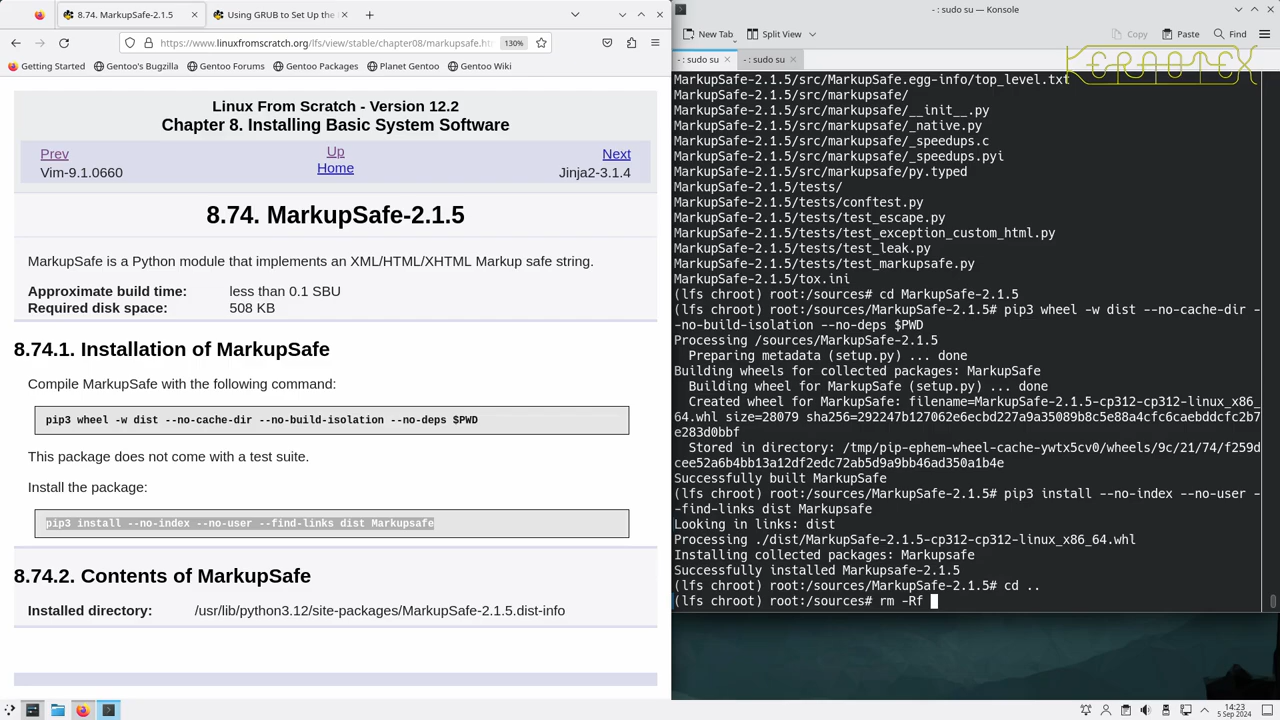 8.74. MarkupSafe-2.1.5
Using GRUB to Set Up the
https://www.linuxfromscratch.org/lfs/view/stable/chapter08/markupsafe.h
130%
Getting Started
Gentoo's Bugzilla
Gentoo Forums
Gentoo Packages
Planet Gentoo
Gentoo Wiki
Linux From Scratch - Version 12.2
Chapter 8. Installing Basic System Software
Prev
Up
Next
Vim-9.1.0660
Home
Jinja2-3.1.4
8.74. MarkupSafe-2.1.5
MarkupSafe is a Python module that implements an XML/HTML/XHTML Markup safe string.
Approximate build time: less than 0.1 SBU
Required disk space: 508 KB
8.74.1. Installation of MarkupSafe
Compile MarkupSafe with the following command:
pip3 wheel -w dist --no-cache-dir --no-build-isolation --no-deps $PWD
This package does not come with a test suite.
Install the package:
pip3 install --no-index --no-user --find-links dist Markupsafe
8.74.2. Contents of MarkupSafe
Installed directory: /usr/lib/python3.12/site-packages/MarkupSafe-2.1.5.dist-info
- : sudo su — Konsole
New Tab
Split View
Copy
Paste
Find
- : sudo su
- : sudo su
KERNOTEX
MarkupSafe-2.1.5/src/MarkupSafe.egg-info/top_level.txt
MarkupSafe-2.1.5/src/markupsafe/
MarkupSafe-2.1.5/src/markupsafe/__init__.py
MarkupSafe-2.1.5/src/markupsafe/_native.py
MarkupSafe-2.1.5/src/markupsafe/_speedups.c
MarkupSafe-2.1.5/src/markupsafe/_speedups.pyi
MarkupSafe-2.1.5/src/markupsafe/py.typed
MarkupSafe-2.1.5/tests/
MarkupSafe-2.1.5/tests/conftest.py
MarkupSafe-2.1.5/tests/test_escape.py
MarkupSafe-2.1.5/tests/test_exception_custom_html.py
MarkupSafe-2.1.5/tests/test_leak.py
MarkupSafe-2.1.5/tests/test_markupsafe.py
MarkupSafe-2.1.5/tox.ini
(lfs chroot) root:/sources# cd MarkupSafe-2.1.5
(lfs chroot) root:/sources/MarkupSafe-2.1.5# pip3 wheel -w dist --no-cache-dir -
-no-build-isolation --no-deps $PWD
Processing /sources/MarkupSafe-2.1.5
Preparing metadata (setup.py) ... done
Building wheels for collected packages: MarkupSafe
Building wheel for MarkupSafe (setup.py) ... done
Created wheel for MarkupSafe: filename=MarkupSafe-2.1.5-cp312-cp312-linux_x86_
64.whl size=28079 sha256=292247b127062e6ecbd227a9a35089b8c5e88a4cfc6caebddcfc2b7
e283d0bbf
Stored in directory: /tmp/pip-ephem-wheel-cache-ywtx5cv0/wheels/9c/21/74/f259d
cee52a6b4bb13a12df2edc72ab5d9a9bb46ad350a1b4e
Successfully built MarkupSafe
(lfs chroot) root:/sources/MarkupSafe-2.1.5# pip3 install --no-index --no-user -
-find-links dist Markupsafe
Looking in links: dist
Processing ./dist/MarkupSafe-2.1.5-cp312-cp312-linux_x86_64.whl
Installing collected packages: Markupsafe
Successfully installed Markupsafe-2.1.5
(lfs chroot) root:/sources/MarkupSafe-2.1.5# cd ..
(lfs chroot) root:/sources# rm -Rf
14:23
5 Sep 2024